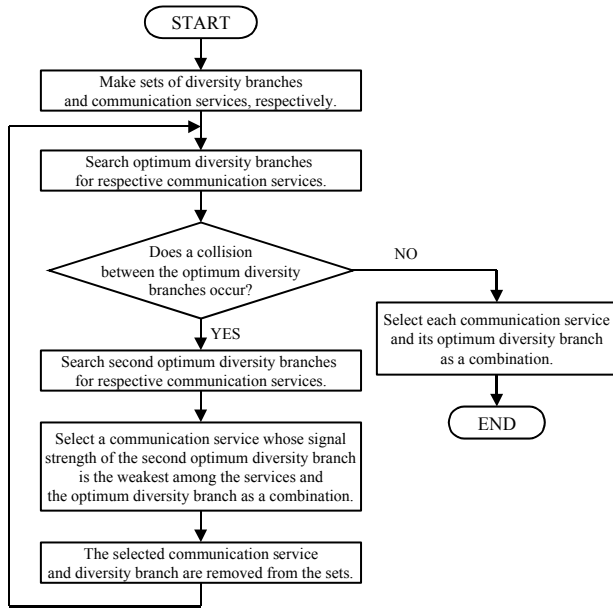 START
Make sets of diversity branches
and communication services, respectively.
Search optimum diversity branches
for respective communication services.
Does a collision
between the optimum diversity
branches occur?
NO
YES
Select each communication service
and its optimum diversity branch
as a combination.
END
Search second optimum diversity branches
for respective communication services.
Select a communication service whose signal
strength of the second optimum diversity branch
is the weakest among the services and
the optimum diversity branch as a combination.
The selected communication service
and diversity branch are removed from the sets.